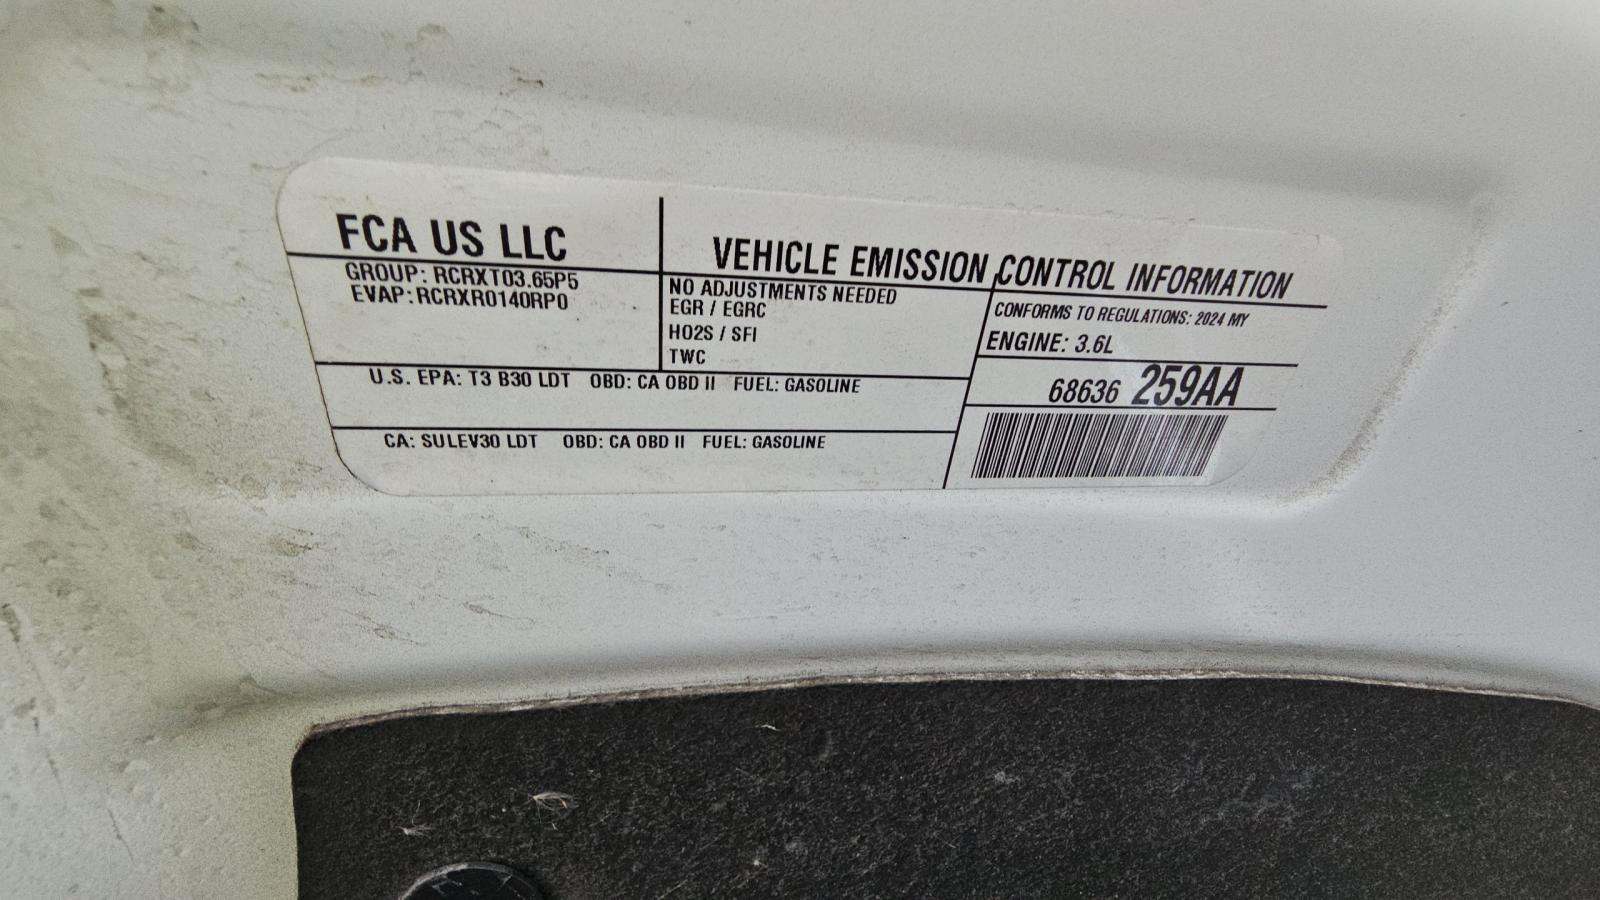 FCA US LLC
VEHICLE EMISSION CONTROL INFORMATION
GROUP: RCRXT03.65P5
EVAP: RCRXR0140RP0
NO ADJUSTMENTS NEEDED
EGR / EGRC
HO2S / SFI
TWC
CONFORMS TO REGULATIONS: 2024 MY
ENGINE: 3.6L
68636 259AA
U.S. EPA: T3 B30 LDT OBD: CA OBD II FUEL: GASOLINE
CA: SULEV30 LDT OBD: CA OBD II FUEL: GASOLINE